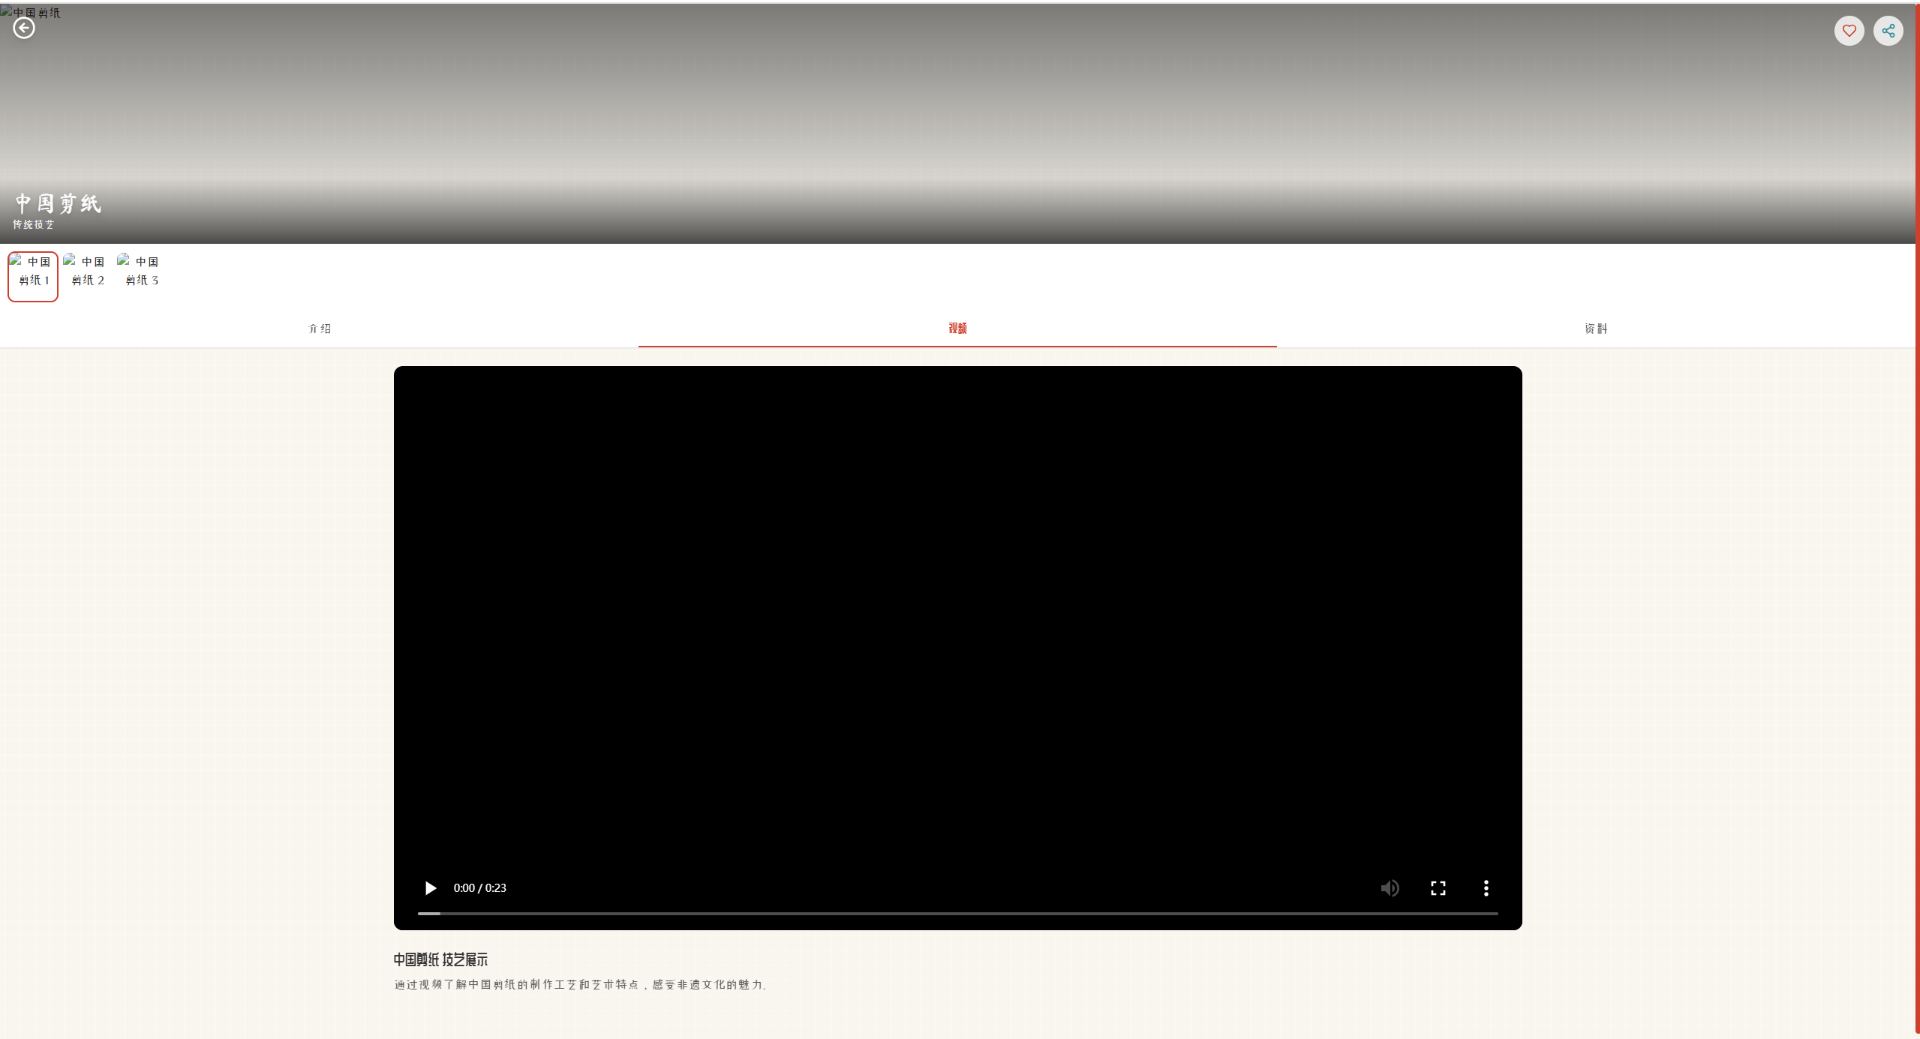 中国剪纸
中国剪纸
传统技艺
中国
剪纸 1
中国
剪纸 2
中国
剪纸 3
介绍
视频
资料
0:00 / 0:23
中国剪纸 技艺展示
通过视频了解中国剪纸的制作工艺和艺术特点，感受非遗文化的魅力。